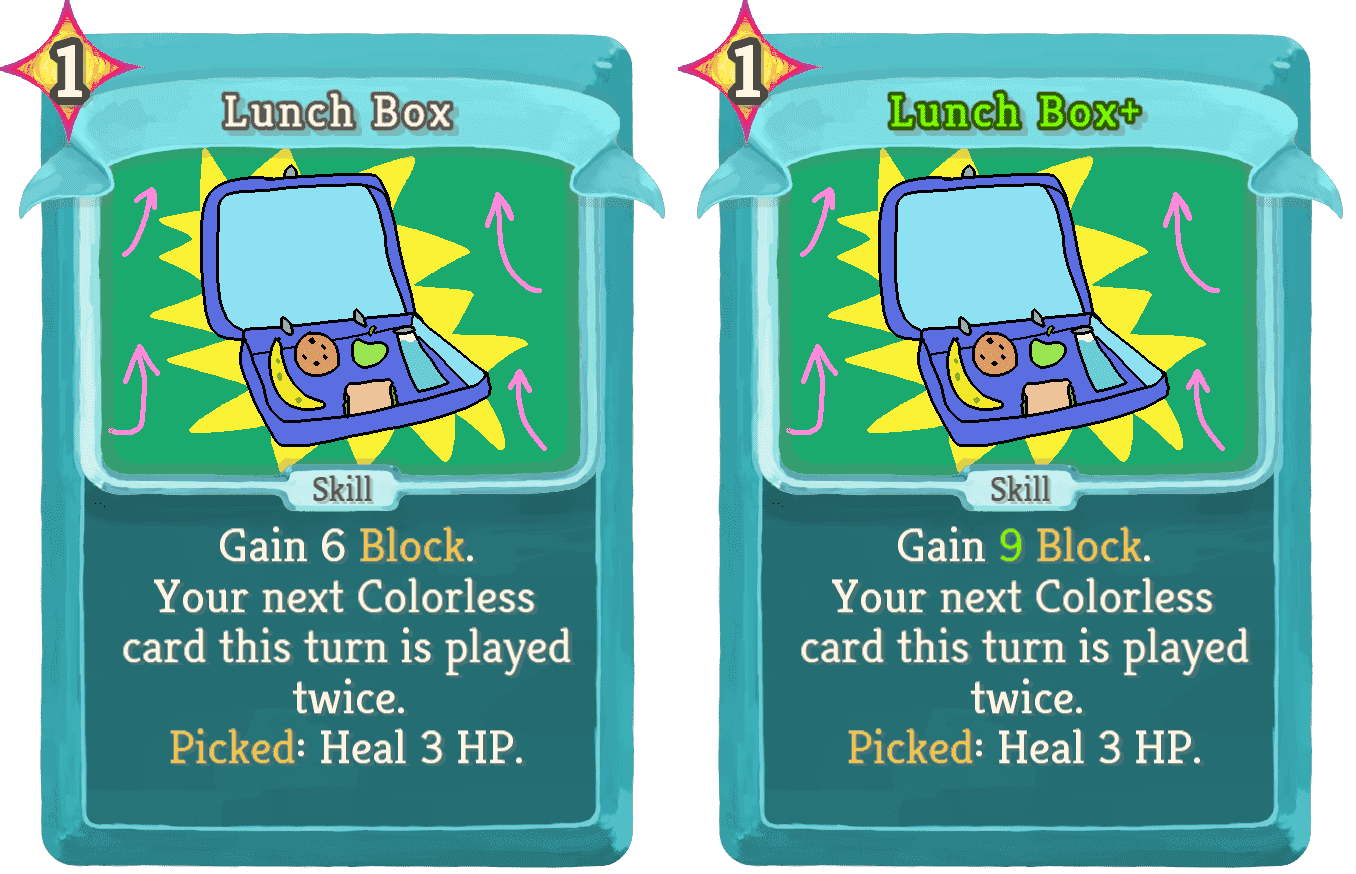 1
Lunch Box
Skill
Gain 6 Block.
Your next Colorless
card this turn is played
twice.
Picked: Heal 3 HP.
1
Lunch Box+
Skill
Gain 9 Block.
Your next Colorless
card this turn is played
twice.
Picked: Heal 3 HP.